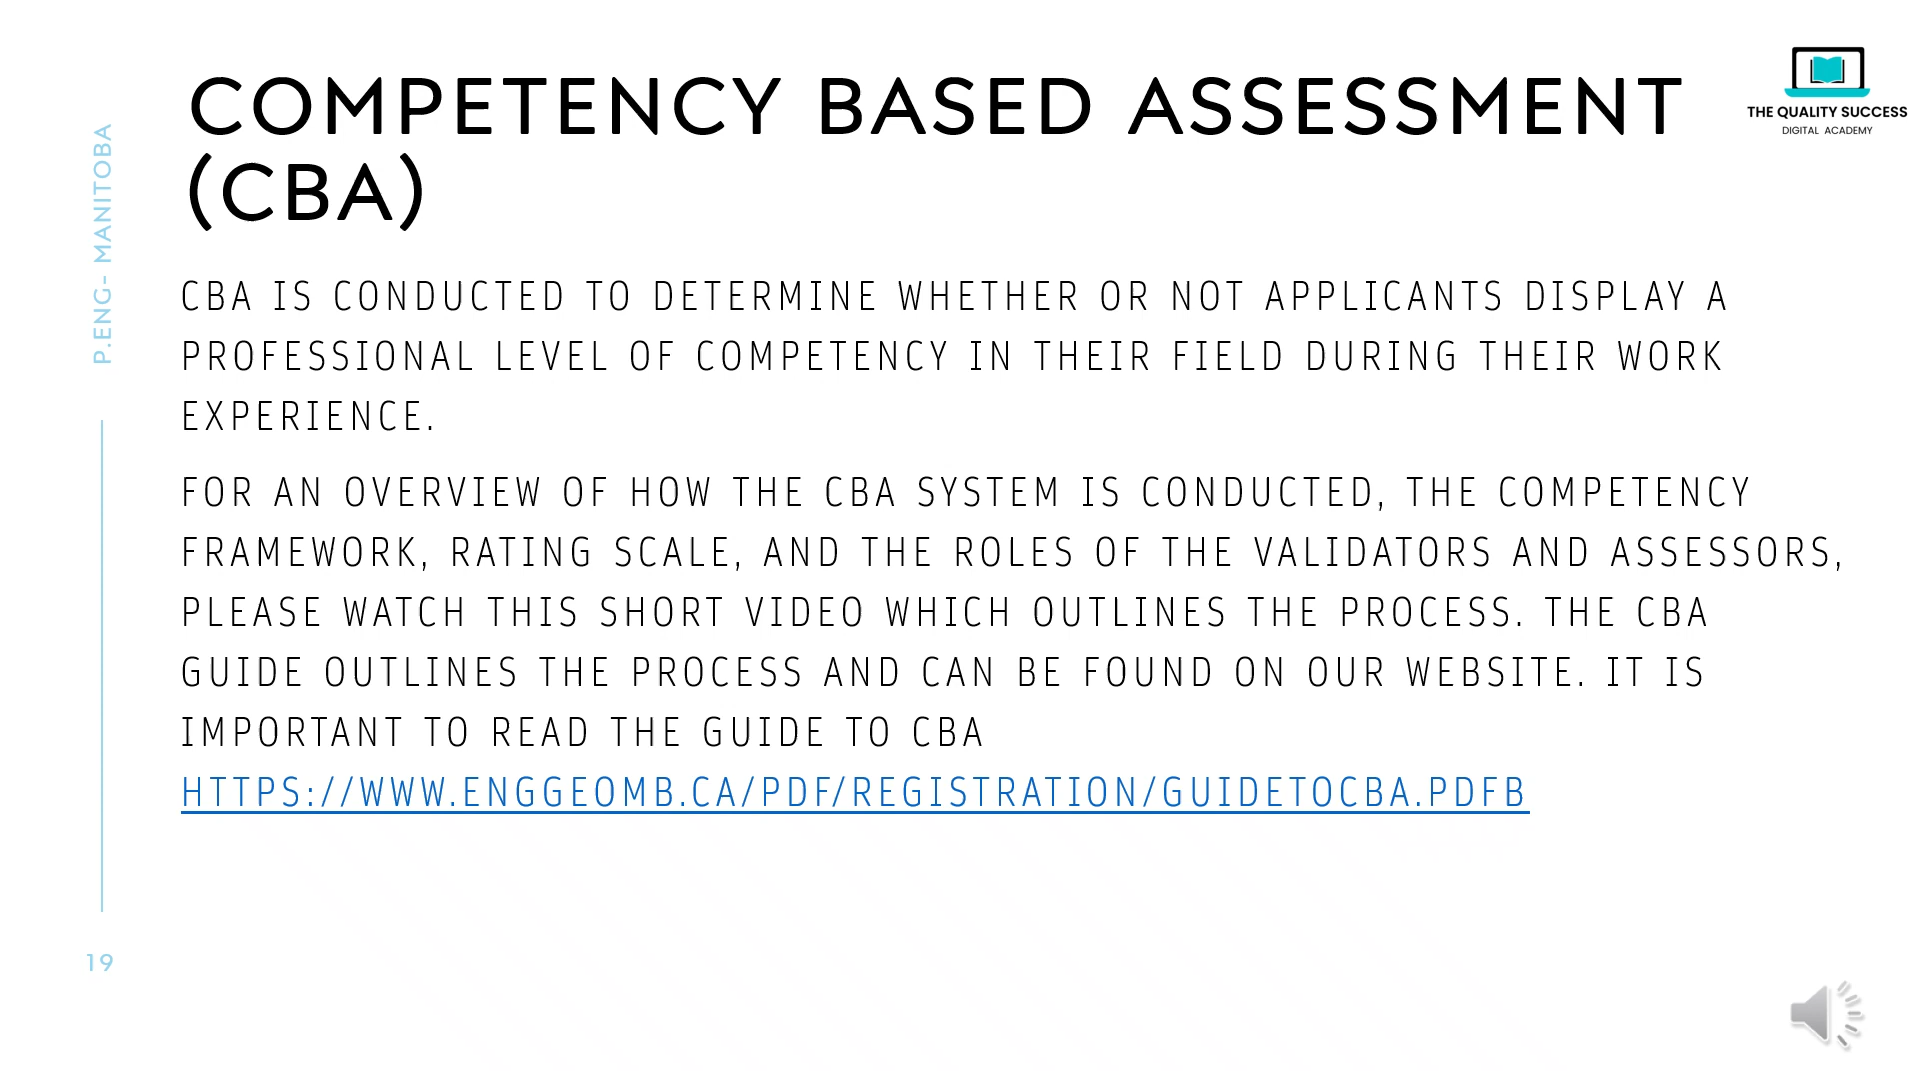 COMPETENCY BASED ASSESSMENT
(CBA)
THE QUALITY SUCCESS
DIGITAL ACADEMY
P.ENG- MANITOBA
CBA IS CONDUCTED TO DETERMINE WHETHER OR NOT APPLICANTS DISPLAY A
PROFESSIONAL LEVEL OF COMPETENCY IN THEIR FIELD DURING THEIR WORK
EXPERIENCE.
FOR AN OVERVIEW OF HOW THE CBA SYSTEM IS CONDUCTED, THE COMPETENCY
FRAMEWORK, RATING SCALE, AND THE ROLES OF THE VALIDATORS AND ASSESSORS,
PLEASE WATCH THIS SHORT VIDEO WHICH OUTLINES THE PROCESS. THE CBA
GUIDE OUTLINES THE PROCESS AND CAN BE FOUND ON OUR WEBSITE. IT IS
IMPORTANT TO READ THE GUIDE TO CBA
HTTPS://WWW.ENGGEOMB.CA/PDF/REGISTRATION/GUIDETOCBA.PDFB
19